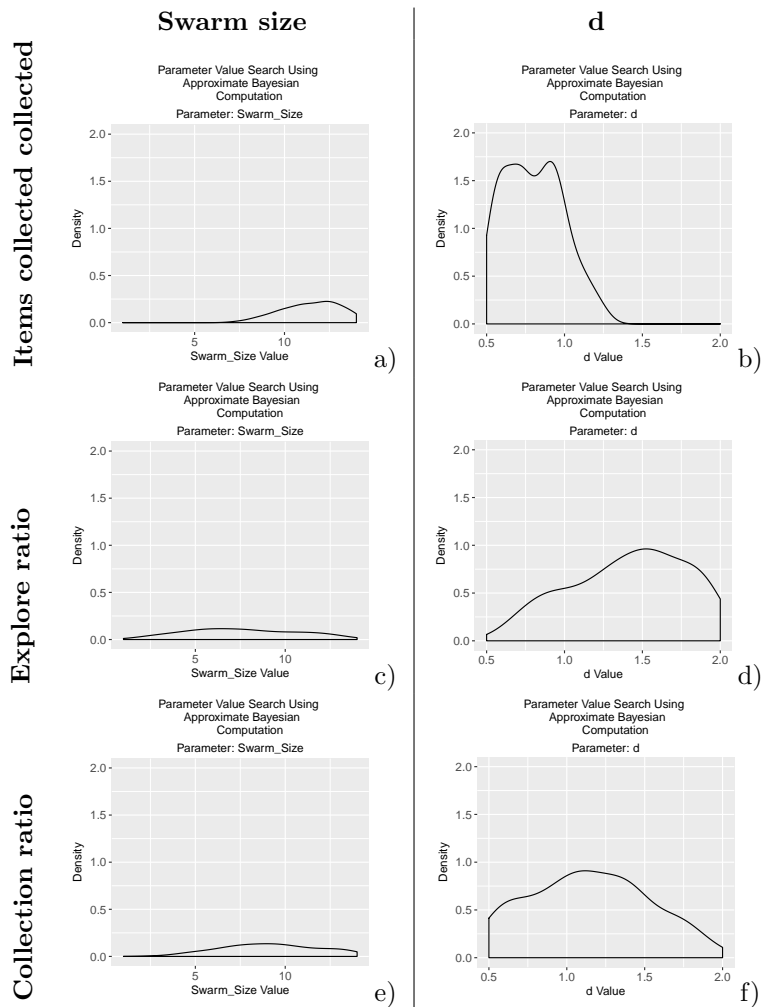 Swarm size
d
Items collected collected
Parameter Value Search Using
Approximate Bayesian
Computation
Parameter: Swarm_Size
2.0
1.5
1.0
0.5
0.0
Density
5
10
Swarm_Size Value
a)
Parameter Value Search Using
Approximate Bayesian
Computation
Parameter: d
2.0
1.5
1.0
0.5
0.0
Density
0.5
1.0
1.5
2.0
d Value
b)
Explore ratio
Parameter Value Search Using
Approximate Bayesian
Computation
Parameter: Swarm_Size
2.0
1.5
1.0
0.5
0.0
Density
5
10
Swarm_Size Value
c)
Parameter Value Search Using
Approximate Bayesian
Computation
Parameter: d
2.0
1.5
1.0
0.5
0.0
Density
0.5
1.0
1.5
2.0
d Value
d)
Collection ratio
Parameter Value Search Using
Approximate Bayesian
Computation
Parameter: Swarm_Size
2.0
1.5
1.0
0.5
0.0
Density
5
10
Swarm_Size Value
e)
Parameter Value Search Using
Approximate Bayesian
Computation
Parameter: d
2.0
1.5
1.0
0.5
0.0
Density
0.5
1.0
1.5
2.0
d Value
f)